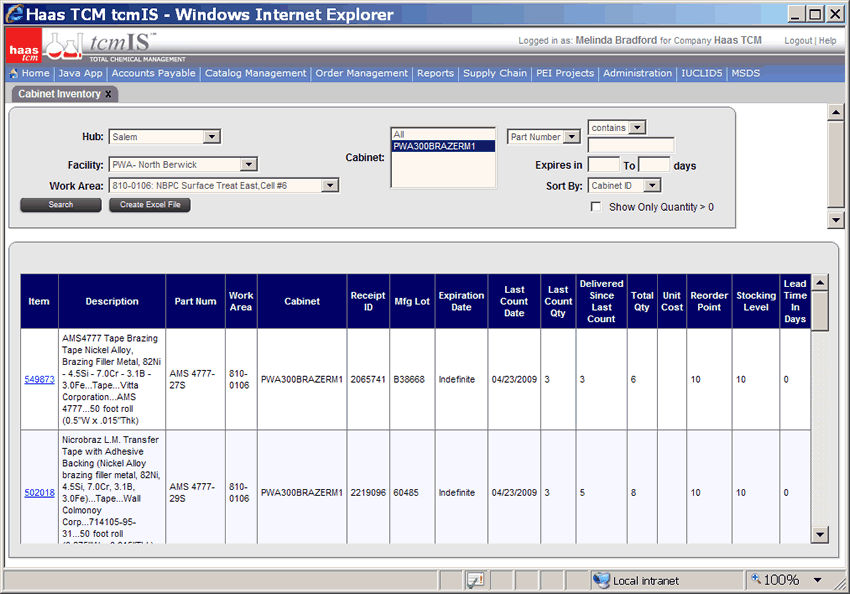 Haas TCM tcmIS - Windows Internet Explorer
haas tcm
tcmIS™
TOTAL CHEMICAL MANAGEMENT
Logged in as: Melinda Bradford for Company Haas TCM Logout | Help
Home | Java App | Accounts Payable | Catalog Management | Order Management | Reports | Supply Chain | PEI Projects | Administration | IUCLID5 | MSDS
Cabinet Inventory x
Hub: Salem
Facility: PWA- North Berwick
Work Area: 810-0106: NBPC Surface Treat East,Cell #6
Search Create Excel File
Cabinet: All
PWA300BRAZERM1
Part Number contains
Expires in To days
Sort By: Cabinet ID
Show Only Quantity > 0
Item Description Part Num Work Area Cabinet Receipt ID Mfg Lot Expiration Date Last Count Date Last Count Qty Delivered Since Last Count Total Qty Unit Cost Reorder Point Stocking Level Lead Time In Days
549873
AMS4777 Tape Brazing
Tape Nickel Alloy,
Brazing Filler Metal, 82Ni
- 4.5Si - 7.0Cr - 3.1B -
3.0Fe...Tape...Vitta
Corporation...AMS
4777...50 foot roll
(0.5"W x .015"Thk)
AMS 4777-
27S
810-
0106
PWA300BRAZERM1 2065741 B38668 Indefinite 04/23/2009 3 3 6 10 10 0
502018
Nicrobraz L.M. Transfer
Tape with Adhesive
Backing (Nickel Alloy
brazing filler metal, 82Ni,
4.5Si, 7.0Cr, 3.1B,
3.0Fe)...Tape...Wall
Colmonoy
Corp...714105-95-
31...50 foot roll
AMS 4777-
29S
810-
0106
PWA300BRAZERM1 2219096 60485 Indefinite 04/23/2009 3 5 8 10 10 0
Local intranet 100%